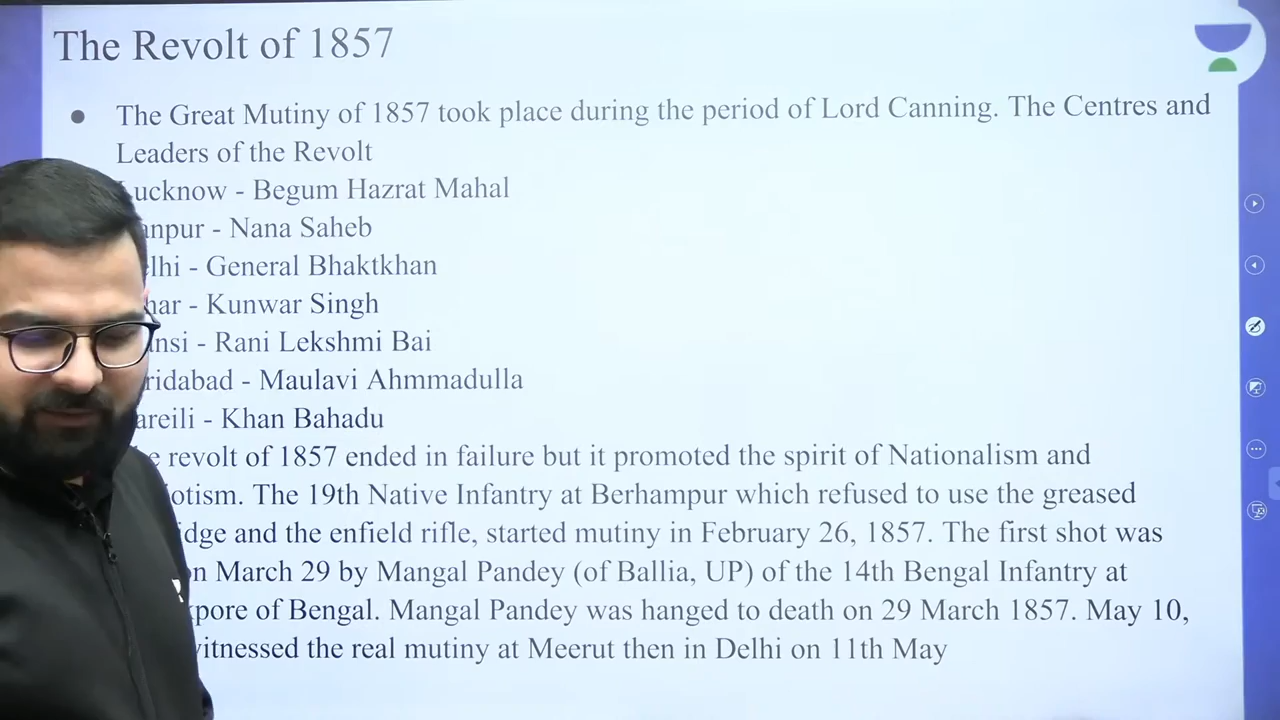 The Revolt of 1857
The Great Mutiny of 1857 took place during the period of Lord Canning. The Centres and
Leaders of the Revolt
ucknow - Begum Hazrat Mahal
anpur - Nana Saheb
elhi - General Bhaktkhan
har - Kunwar Singh
ansi - Rani Lekshmi Bai
ridabad - Maulavi Ahmmadulla
areili - Khan Bahadu
e revolt of 1857 ended in failure but it promoted the spirit of Nationalism and
otism. The 19th Native Infantry at Berhampur which refused to use the greased
idge and the enfield rifle, started mutiny in February 26, 1857. The first shot was
on March 29 by Mangal Pandey (of Ballia, UP) of the 14th Bengal Infantry at
kpore of Bengal. Mangal Pandey was hanged to death on 29 March 1857. May 10,
witnessed the real mutiny at Meerut then in Delhi on 11th May